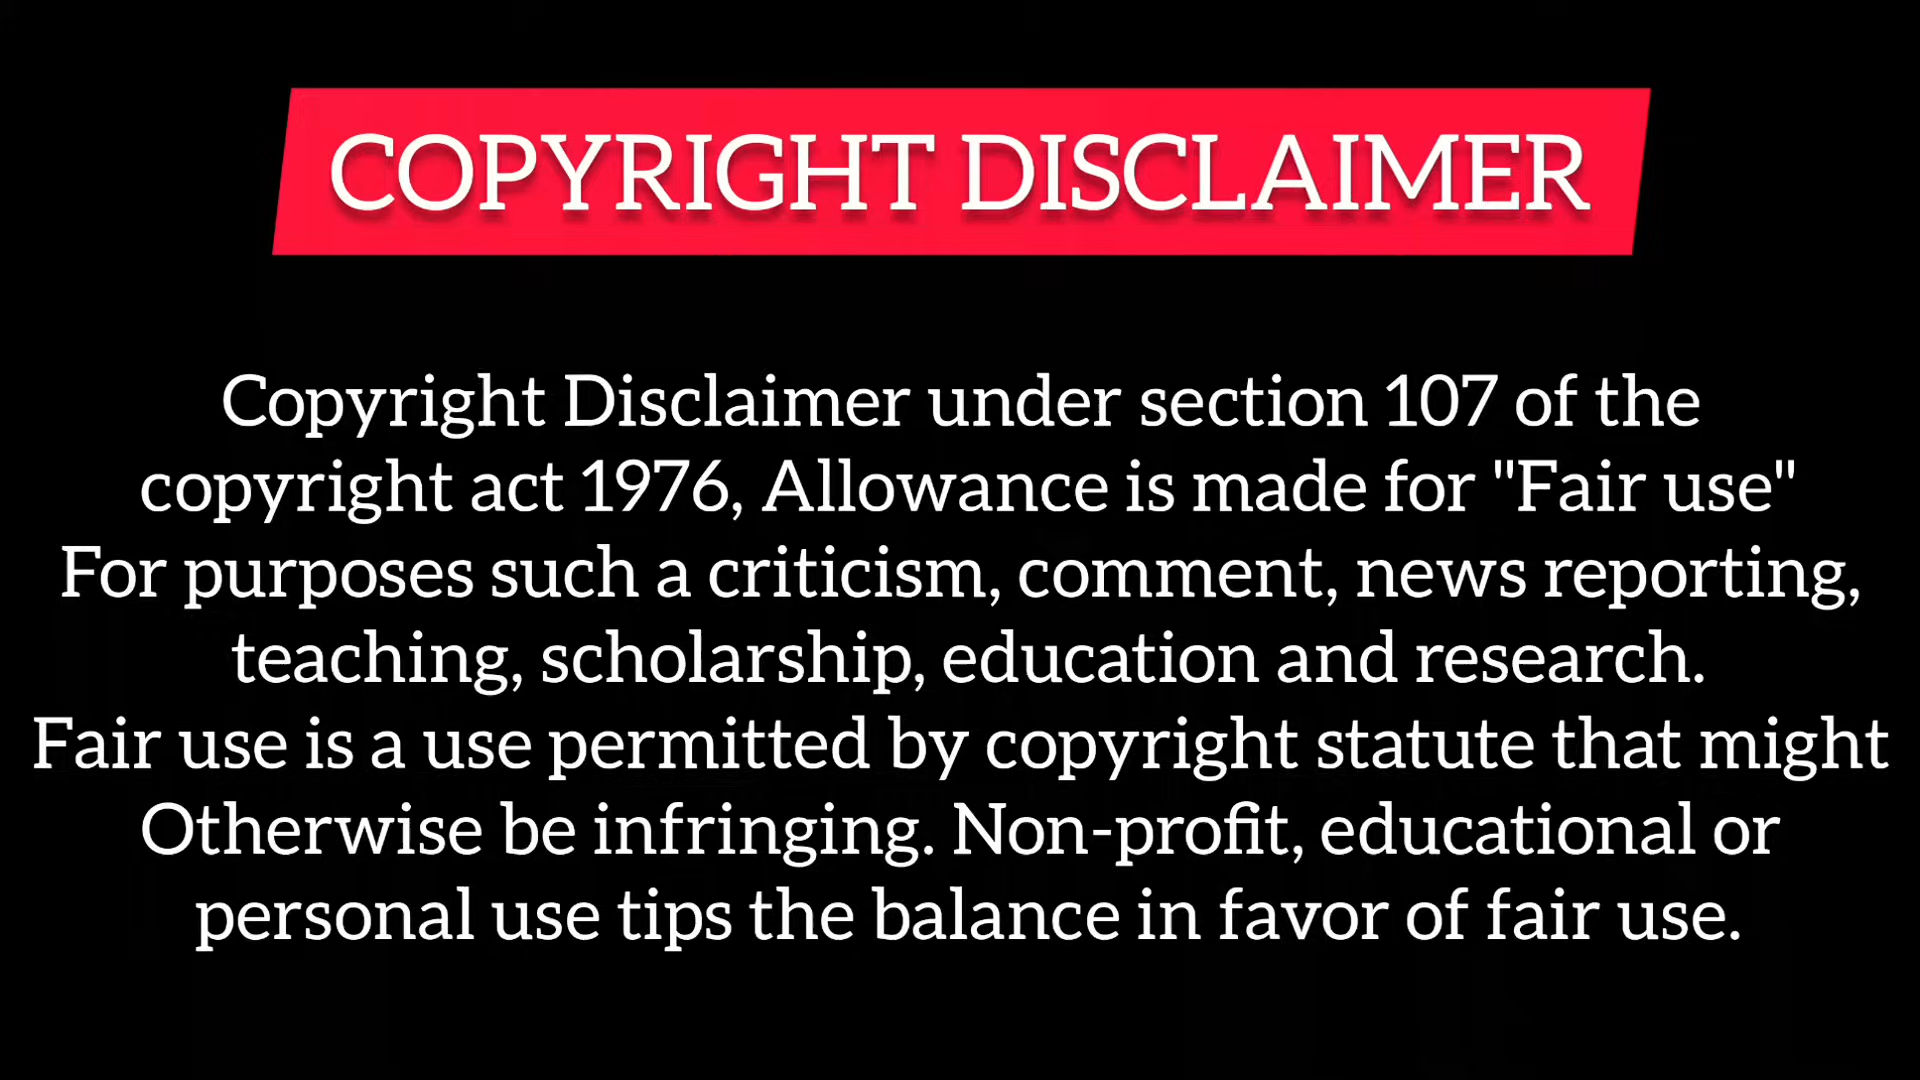 COPYRIGHT DISCLAIMER
Copyright Disclaimer under section 107 of the
copyright act 1976, Allowance is made for "Fair use"
For purposes such a criticism, comment, news reporting,
teaching, scholarship, education and research.
Fair use is a use permitted by copyright statute that might
Otherwise be infringing. Non-profit, educational or
personal use tips the balance in favor of fair use.